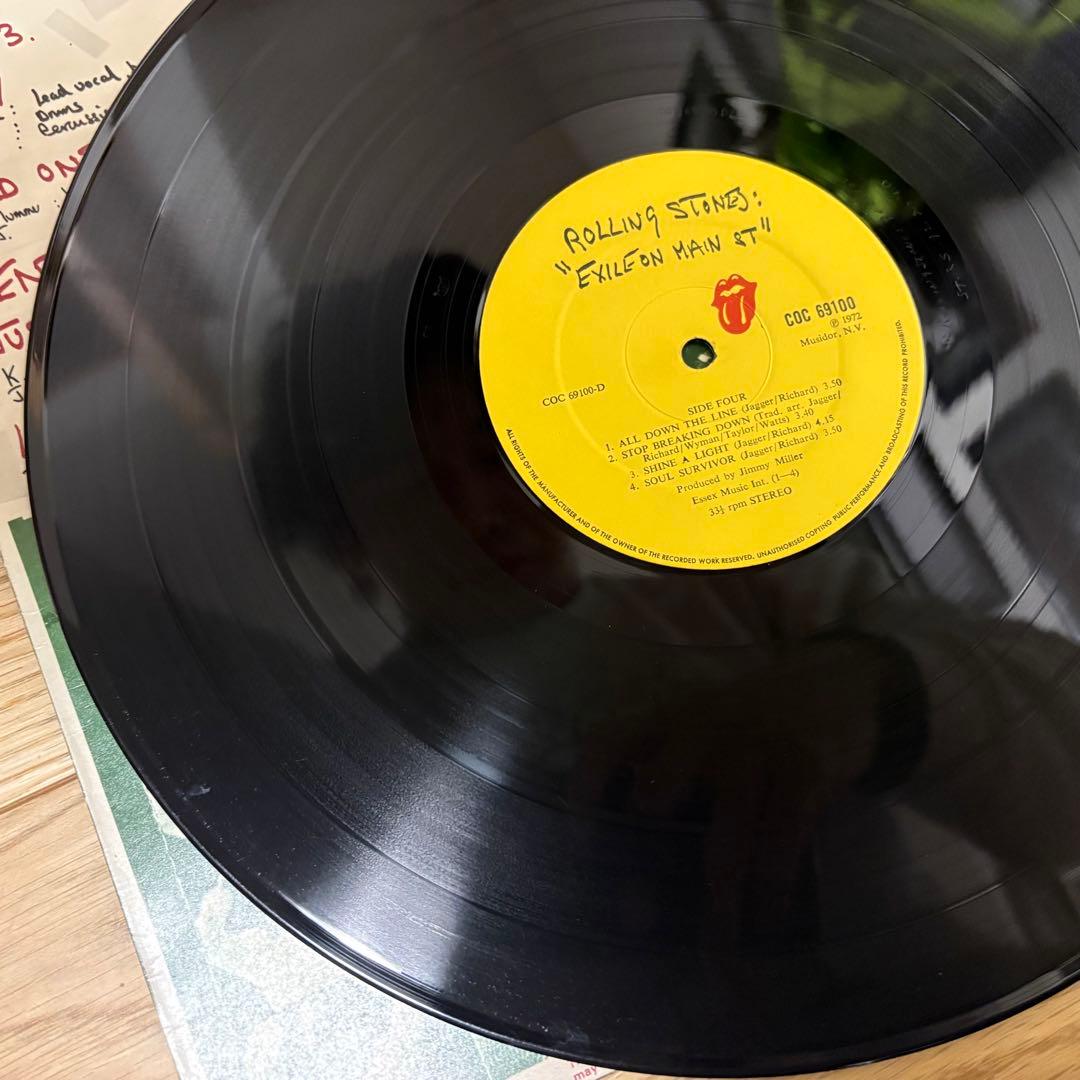 3.
Lead vocal
Drums
D ON
ROLLING STONES:
"EXILE ON MAIN ST"
COC 69100
℗ 1972
Musidor, N.V.
COC 69100-D
SIDE FOUR
1. ALL DOWN THE LINE (Jagger/Richard) 3.50
2. STOP BREAKING DOWN (Trad. arr. Jagger/
Richard/Wyman/Taylor/Watts) 3.40
3. SHINE A LIGHT (Jagger/Richard) 4.15
4. SOUL SURVIVOR (Jagger/Richard) 3.50
Produced by Jimmy Miller
Essex Music Int. (1—4)
33⅓ rpm STEREO
ALL RIGHTS OF THE MANUFACTURER AND OF THE OWNER OF THE RECORDED WORK RESERVED. UNAUTHORISED COPYING PUBLIC PERFORMANCE AND BROADCASTING OF THIS RECORD PROHIBITED.
may